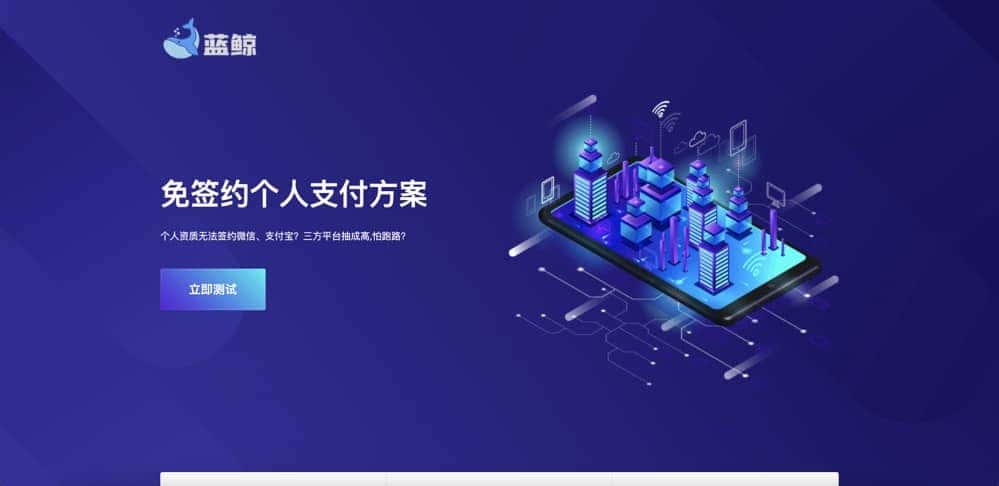 蓝鲸
免签约个人支付方案
个人资质无法签约微信、支付宝？三方平台抽成高,怕跑路？
立即测试